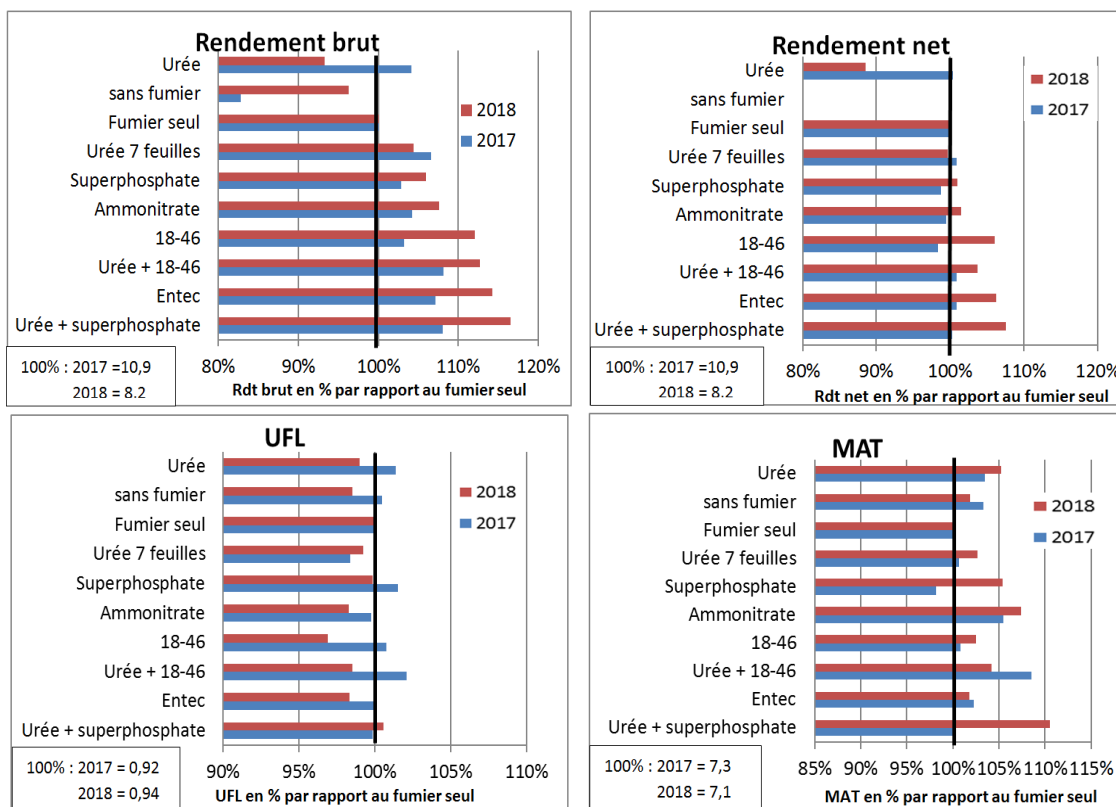 Rendement brut
Urée
sans fumier
Fumier seul
Urée 7 feuilles
Superphosphate
Ammonitrate
18-46
Urée + 18-46
Entec
Urée + superphosphate
2018
2017
80% 90% 100% 110% 120%
Rdt brut en % par rapport au fumier seul
100% : 2017 =10,9
2018 = 8.2
Rendement net
Urée
sans fumier
Fumier seul
Urée 7 feuilles
Superphosphate
Ammonitrate
18-46
Urée + 18-46
Entec
Urée + superphosphate
2018
2017
80% 90% 100% 110% 120%
Rdt net en % par rapport au fumier seul
100% : 2017 =10,9
2018 = 8.2
UFL
Urée
sans fumier
Fumier seul
Urée 7 feuilles
Superphosphate
Ammonitrate
18-46
Urée + 18-46
Entec
Urée + superphosphate
2018
2017
90% 95% 100% 105% 110%
UFL en % par rapport au fumier seul
100% : 2017 = 0,92
2018 = 0,94
MAT
Urée
sans fumier
Fumier seul
Urée 7 feuilles
Superphosphate
Ammonitrate
18-46
Urée + 18-46
Entec
Urée + superphosphate
2018
2017
85% 90% 95% 100% 105% 110% 115%
MAT en % par rapport au fumier seul
100% : 2017 = 7,3
2018 = 7,1